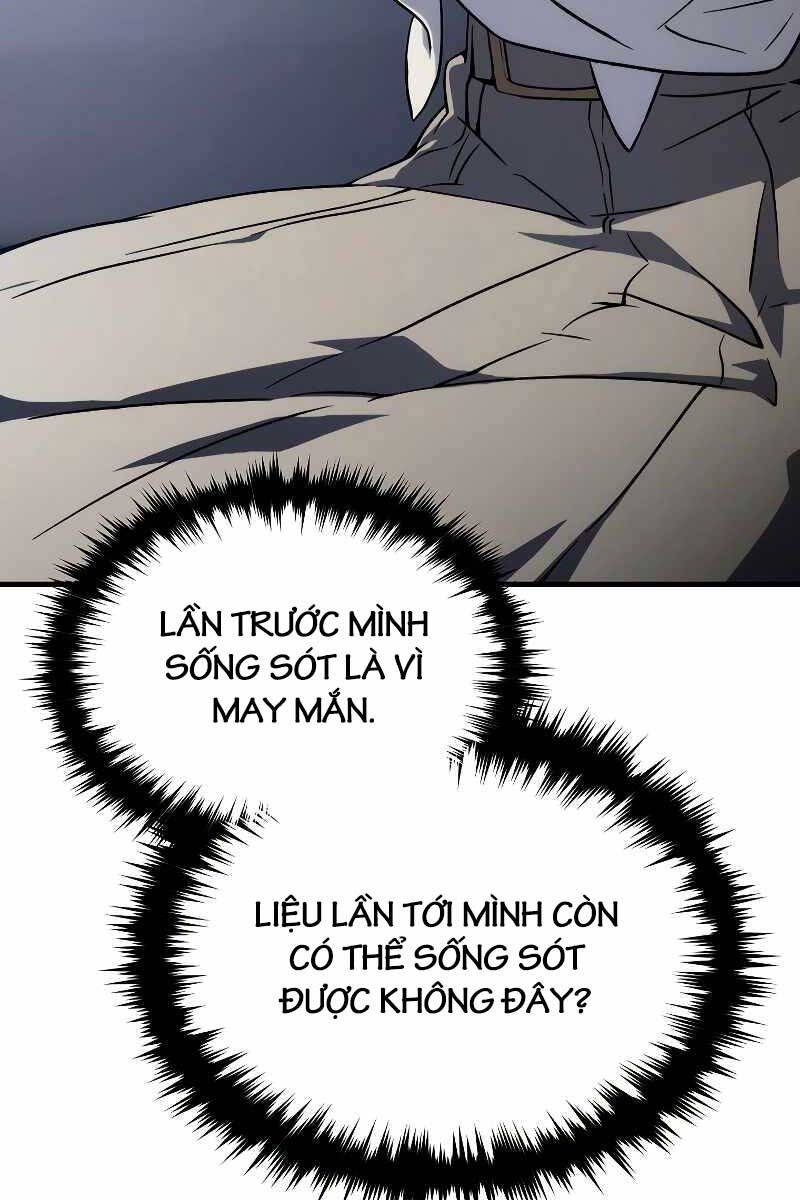 LẦN TRƯỚC MÌNH
SỐNG SÓT LÀ VÌ
MAY MẮN.
LIỆU LẦN TỚI MÌNH CÒN
CÓ THỂ SỐNG SÓT
ĐƯỢC KHÔNG ĐÂY?